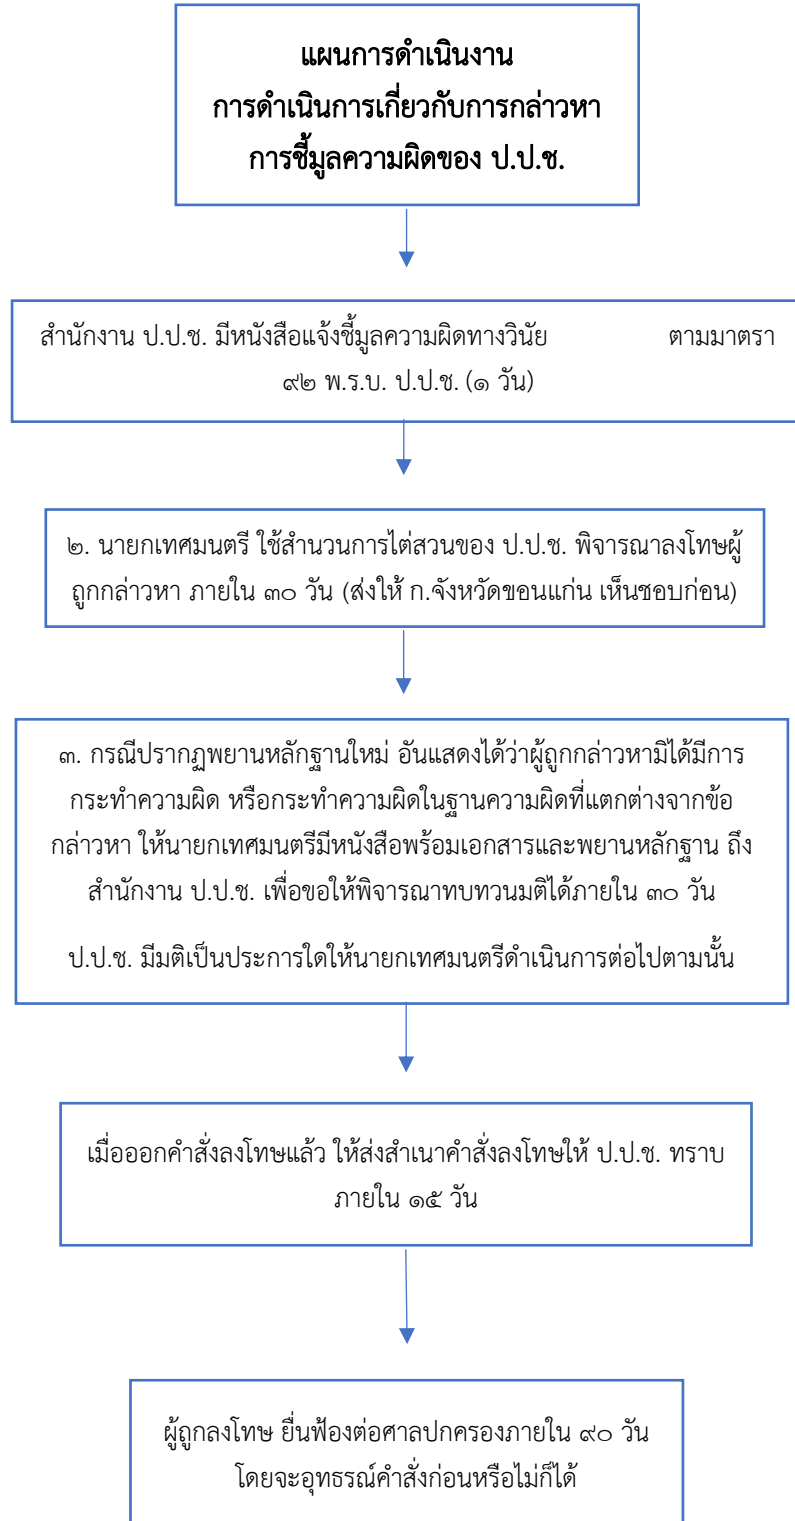 แผนการดำเนินงาน
การดำเนินการเกี่ยวกับการกล่าวหา
การชี้มูลความผิดของ ป.ป.ช.
สำนักงาน ป.ป.ช. มีหนังสือแจ้งชี้มูลความผิดทางวินัย ตามมาตรา
๙๒ พ.ร.บ. ป.ป.ช. (๑ วัน)
๒. นายกเทศมนตรี ใช้สำนวนการไต่สวนของ ป.ป.ช. พิจารณาลงโทษผู้
ถูกกล่าวหา ภายใน ๓๐ วัน (ส่งให้ ก.จังหวัดขอนแก่น เห็นชอบก่อน)
๓. กรณีปรากฏพยานหลักฐานใหม่ อันแสดงได้ว่าผู้ถูกกล่าวหามิได้มีการ
กระทำความผิด หรือกระทำความผิดในฐานความผิดที่แตกต่างจากข้อ
กล่าวหา ให้นายกเทศมนตรีมีหนังสือพร้อมเอกสารและพยานหลักฐาน ถึง
สำนักงาน ป.ป.ช. เพื่อขอให้พิจารณาทบทวนมติได้ภายใน ๓๐ วัน
ป.ป.ช. มีมติเป็นประการใดให้นายกเทศมนตรีดำเนินการต่อไปตามนั้น
เมื่อออกคำสั่งลงโทษแล้ว ให้ส่งสำเนาคำสั่งลงโทษให้ ป.ป.ช. ทราบ
ภายใน ๑๕ วัน
ผู้ถูกลงโทษ ยื่นฟ้องต่อศาลปกครองภายใน ๙๐ วัน
โดยจะอุทธรณ์คำสั่งก่อนหรือไม่ก็ได้